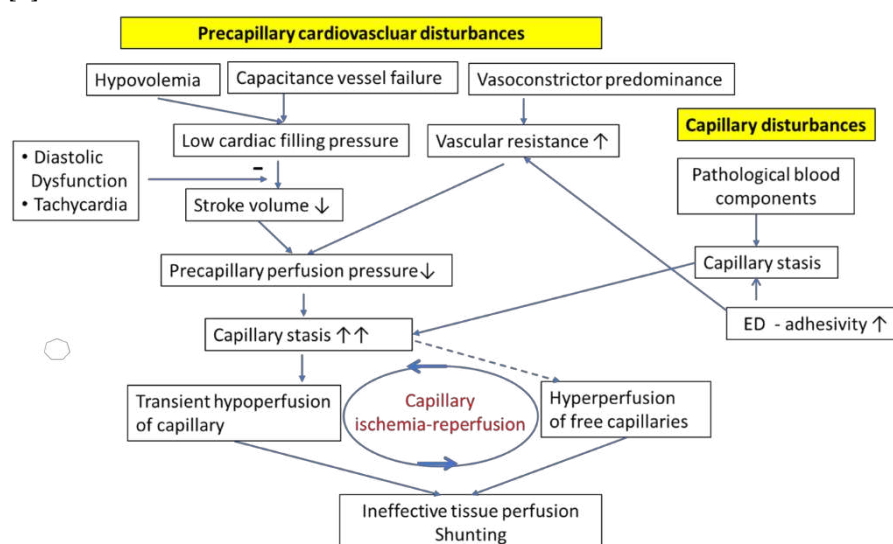 Precapillary cardiovascluar disturbances
Hypovolemia
Capacitance vessel failure
Vasoconstrictor predominance
Low cardiac filling pressure
Vascular resistance ↑
Capillary disturbances
• Diastolic
Dysfunction
• Tachycardia
-
Stroke volume ↓
Pathological blood
components
Precapillary perfusion pressure↓
Capillary stasis
Capillary stasis ↑↑
ED - adhesivity ↑
Transient hypoperfusion
of capillary
Capillary
ischemia-reperfusion
Hyperperfusion
of free capillaries
Ineffective tissue perfusion
Shunting